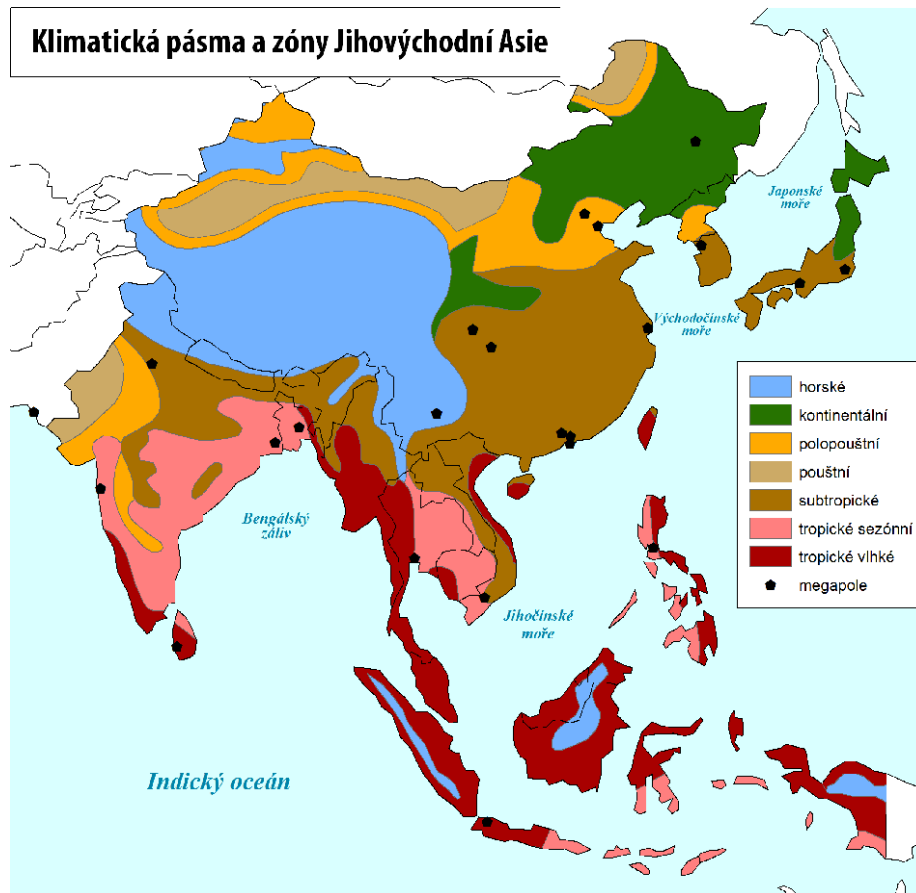 Klimatická pásma a zóny Jihovýchodní Asie
Japonské
moře
Východočínské
moře
horské
kontinentální
polopouštní
pouštní
subtropické
tropické sezónní
tropické vlhké
megapole
Bengálský
záliv
Jihočínské
moře
Indický oceán